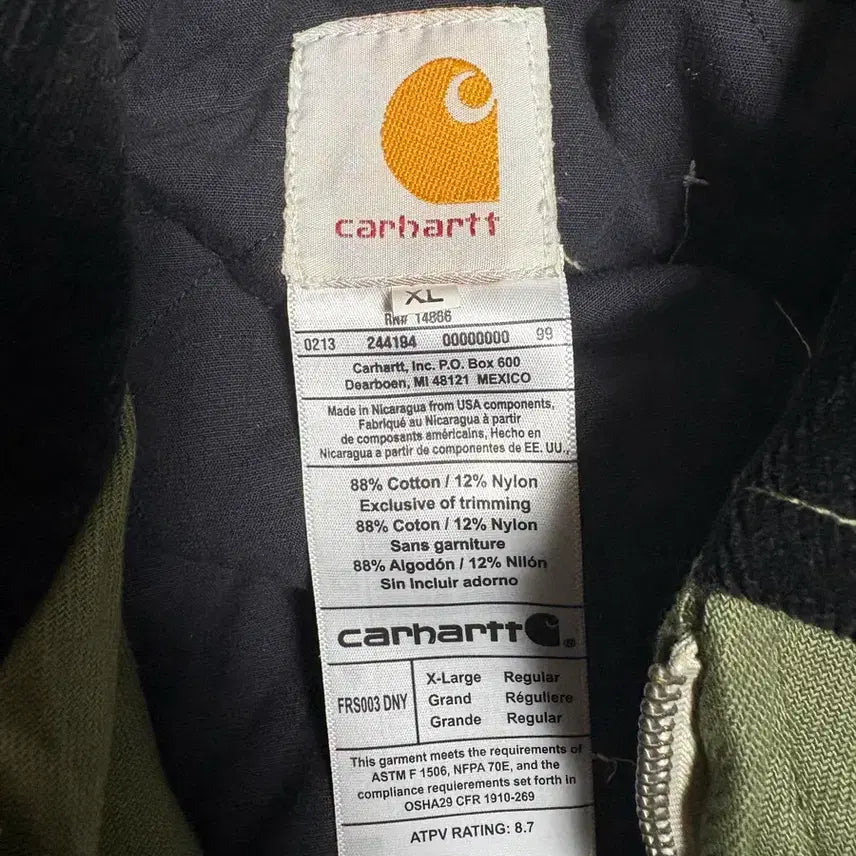 carhartt
XL
RN# 14886
0213 244194 00000000 99
Carhartt, Inc. P.O. Box 600
Dearboen, MI 48121 MEXICO
Made in Nicaragua from USA components,
Fabriqué au Nicaragua à partir
de composants américains, Hecho en
Nicaragua a partir de componentes de EE. UU.,
88% Cotton / 12% Nylon
Exclusive of trimming
88% Coton / 12% Nylon
Sans garniture
88% Algodón / 12% Nilón
Sin Incluir adorno
carhartt ®
FRS003 DNY
X-Large Regular
Grand Réguliere
Grande Regular
This garment meets the requirements of
ASTM F 1506, NFPA 70E, and the
compliance repuirements set forth in
OSHA29 CFR 1910-269
ATPV RATING: 8.7